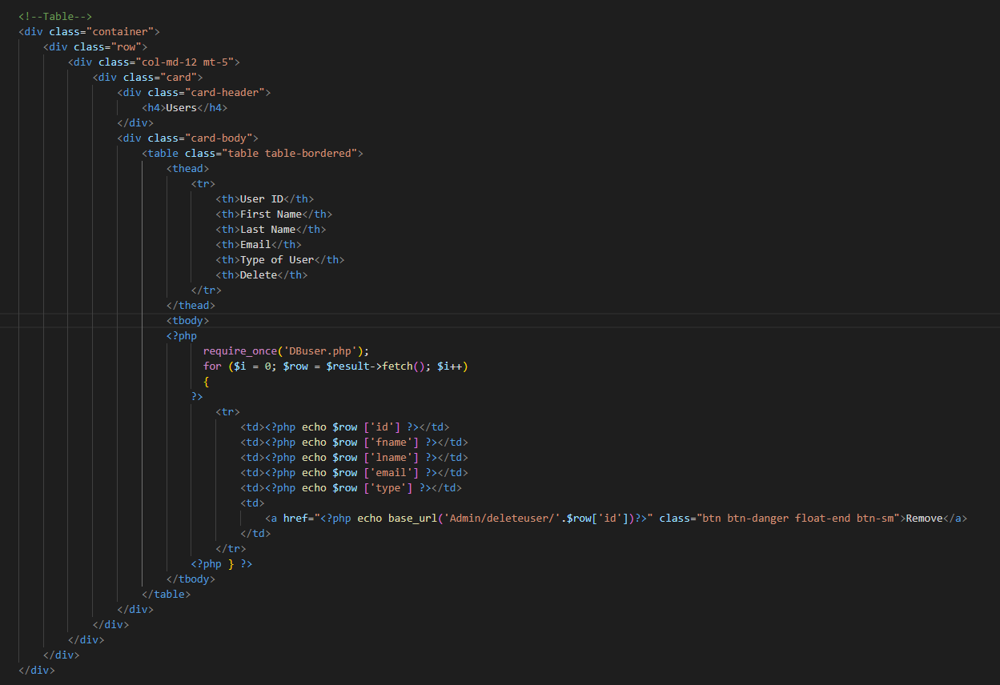 <!--Table-->
<div class="container">
    <div class="row">
        <div class="col-md-12 mt-5">
            <div class="card">
                <div class="card-header">
                    <h4>Users</h4>
                </div>
                <div class="card-body">
                    <table class="table table-bordered">
                        <thead>
                            <tr>
                                <th>User ID</th>
                                <th>First Name</th>
                                <th>Last Name</th>
                                <th>Email</th>
                                <th>Type of User</th>
                                <th>Delete</th>
                            </tr>
                        </thead>
                        <tbody>
                        <?php
                              require_once('DBuser.php');
                              for ($i = 0; $row = $result->fetch(); $i++)
                              {
                            ?>
                                <tr>
                                    <td><?php echo $row ['id'] ?></td>
                                    <td><?php echo $row ['fname'] ?></td>
                                    <td><?php echo $row ['lname'] ?></td>
                                    <td><?php echo $row ['email'] ?></td>
                                    <td><?php echo $row ['type'] ?></td>
                                    <td>
                                        <a href="<?php echo base_url('Admin/deleteuser/'.$row['id'])?>" class="btn btn-danger float-end btn-sm">Remove</a>
                                    </td>
                                </tr>
                            <?php } ?>
                        </tbody>
                    </table>
                </div>
            </div>
        </div>
    </div>
</div>